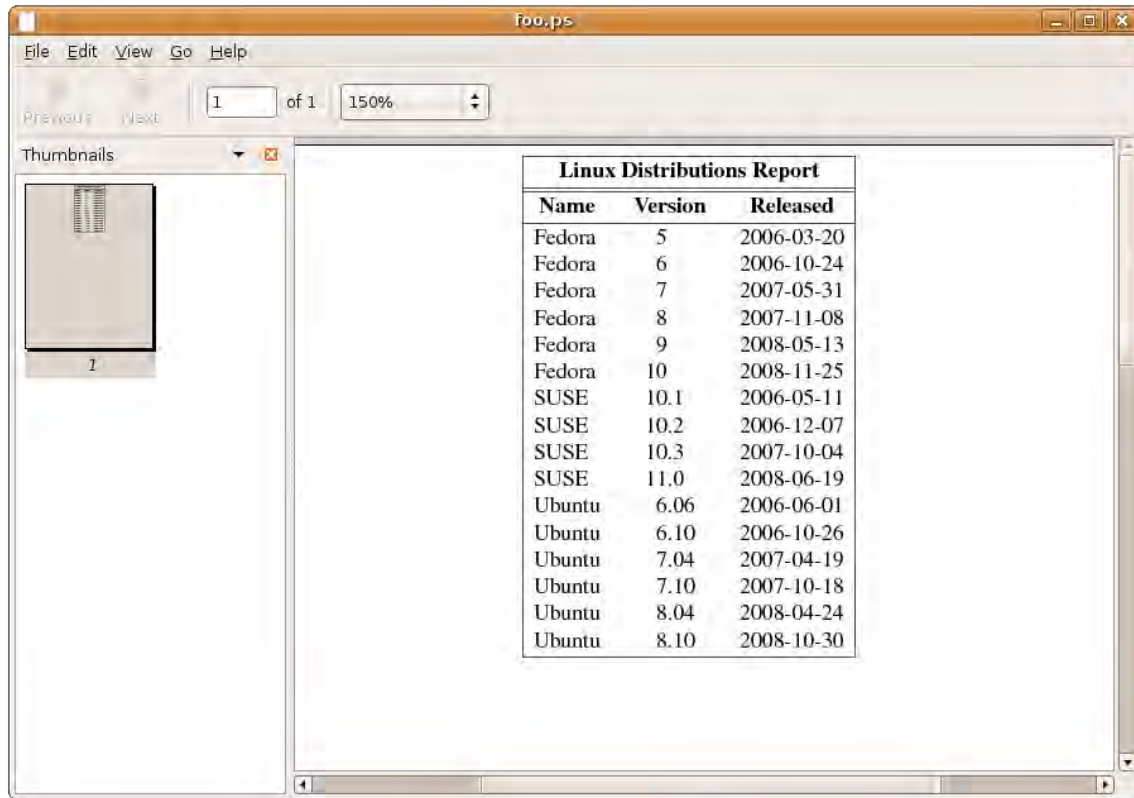 foo.ps
File Edit View Go Help
Previous Next 1 of 1 150%
Thumbnails
1
Linux Distributions Report
Name Version Released
Fedora 5 2006-03-20
Fedora 6 2006-10-24
Fedora 7 2007-05-31
Fedora 8 2007-11-08
Fedora 9 2008-05-13
Fedora 10 2008-11-25
SUSE 10.1 2006-05-11
SUSE 10.2 2006-12-07
SUSE 10.3 2007-10-04
SUSE 11.0 2008-06-19
Ubuntu 6.06 2006-06-01
Ubuntu 6.10 2006-10-26
Ubuntu 7.04 2007-04-19
Ubuntu 7.10 2007-10-18
Ubuntu 8.04 2008-04-24
Ubuntu 8.10 2008-10-30